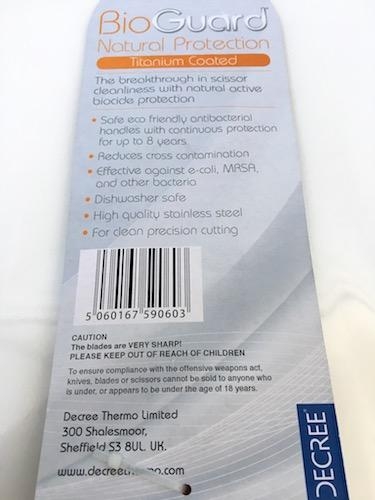 BioGuard
Natural Protection
Titanium Coated
The breakthrough in scissor
cleanliness with natural active
biocide protection
• Safe eco friendly antibacterial
handles with continuous protection
for up to 8 years.
• Reduces cross contamination
• Effective against e-coli, MRSA,
and other bacteria
• Dishwasher safe
• High quality stainless steel
• For clean precision cutting
5 060167 590603
CAUTION
The blades are VERY SHARP!
PLEASE KEEP OUT OF REACH OF CHILDREN
To ensure compliance with the offensive weapons act,
knives, blades or scissors cannot be sold to anyone who
is under, or appears to be under the age of 18 years.
Decree Thermo Limited
300 Shalesmoor,
Sheffield S3 8UL UK.
www.decreethermo.com
DECREE